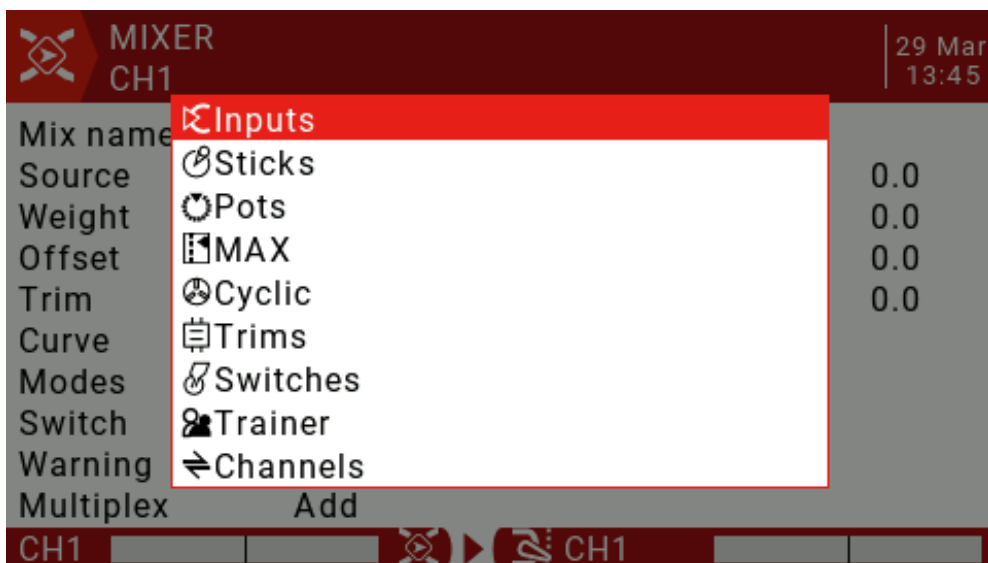 MIXER
CH1
29 Mar
13:45
Mix name
Source 0.0
Weight 0.0
Offset 0.0
Trim 0.0
Curve
Modes
Switch
Warning
Multiplex Add
Inputs
Sticks
Pots
MAX
Cyclic
Trims
Switches
Trainer
Channels
CH1 CH1